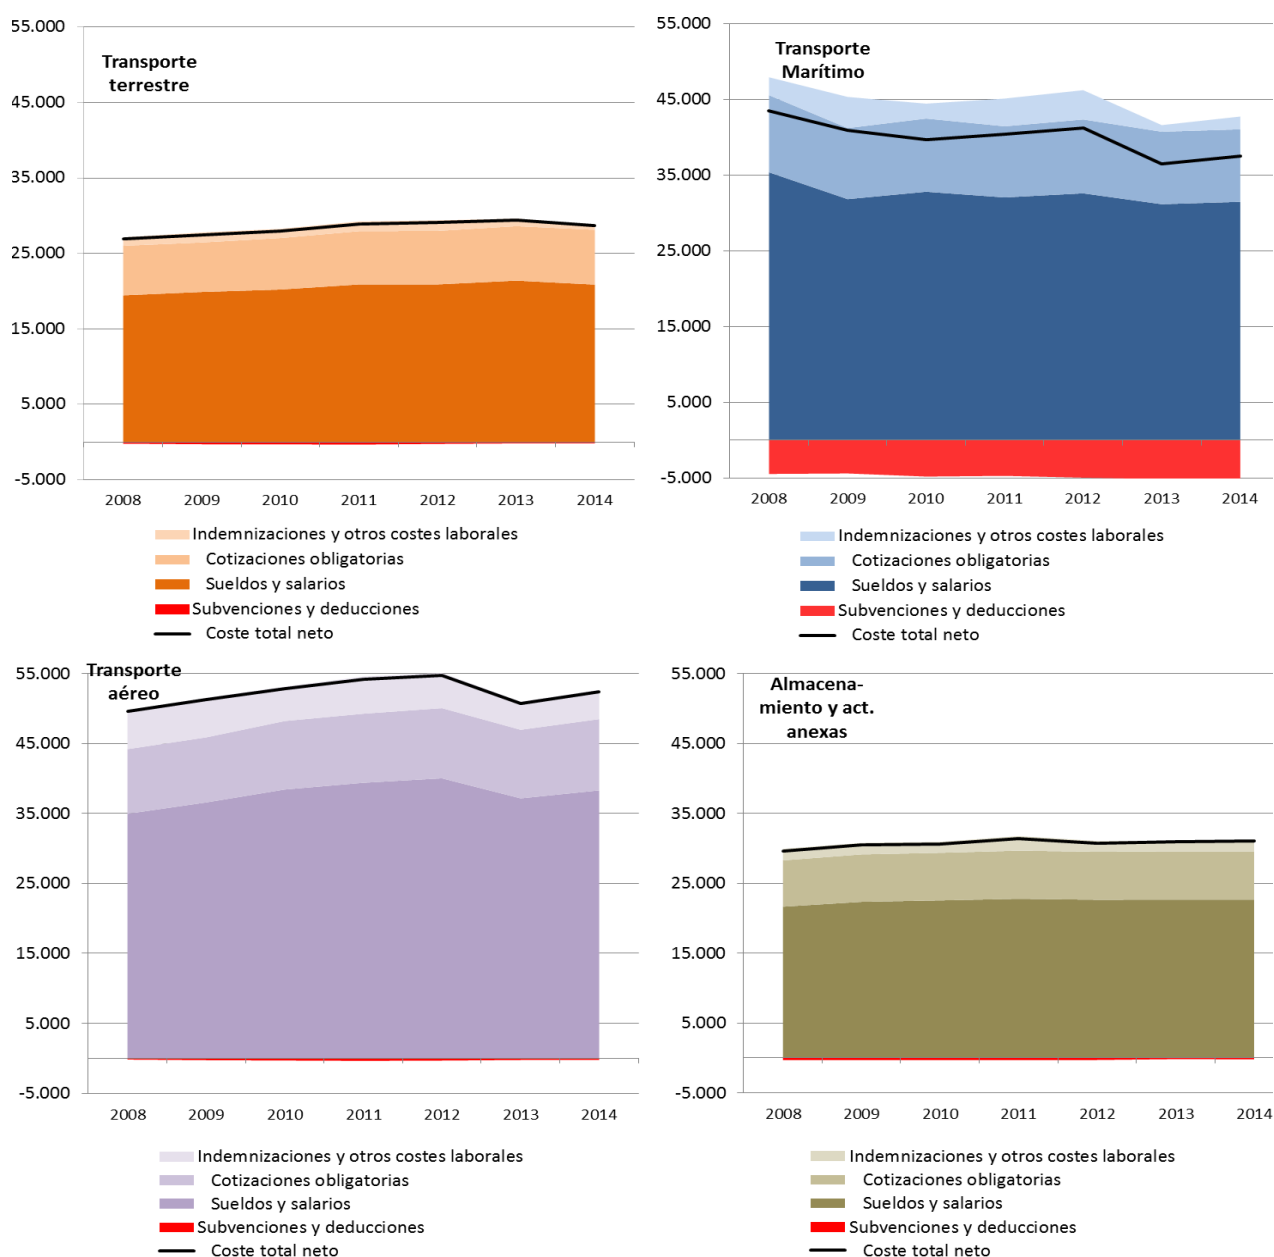 Transporte
terrestre
55.000
45.000
35.000
25.000
15.000
5.000
-5.000
2008 2009 2010 2011 2012 2013 2014
Indemnizaciones y otros costes laborales
Cotizaciones obligatorias
Sueldos y salarios
Subvenciones y deducciones
Coste total neto
Transporte
Marítimo
55.000
45.000
35.000
25.000
15.000
5.000
-5.000
2008 2009 2010 2011 2012 2013 2014
Indemnizaciones y otros costes laborales
Cotizaciones obligatorias
Sueldos y salarios
Subvenciones y deducciones
Coste total neto
Transporte
aéreo
55.000
45.000
35.000
25.000
15.000
5.000
-5.000
2008 2009 2010 2011 2012 2013 2014
Indemnizaciones y otros costes laborales
Cotizaciones obligatorias
Sueldos y salarios
Subvenciones y deducciones
Coste total neto
Almacena-
miento y act.
anexas
55.000
45.000
35.000
25.000
15.000
5.000
-5.000
2008 2009 2010 2011 2012 2013 2014
Indemnizaciones y otros costes laborales
Cotizaciones obligatorias
Sueldos y salarios
Subvenciones y deducciones
Coste total neto